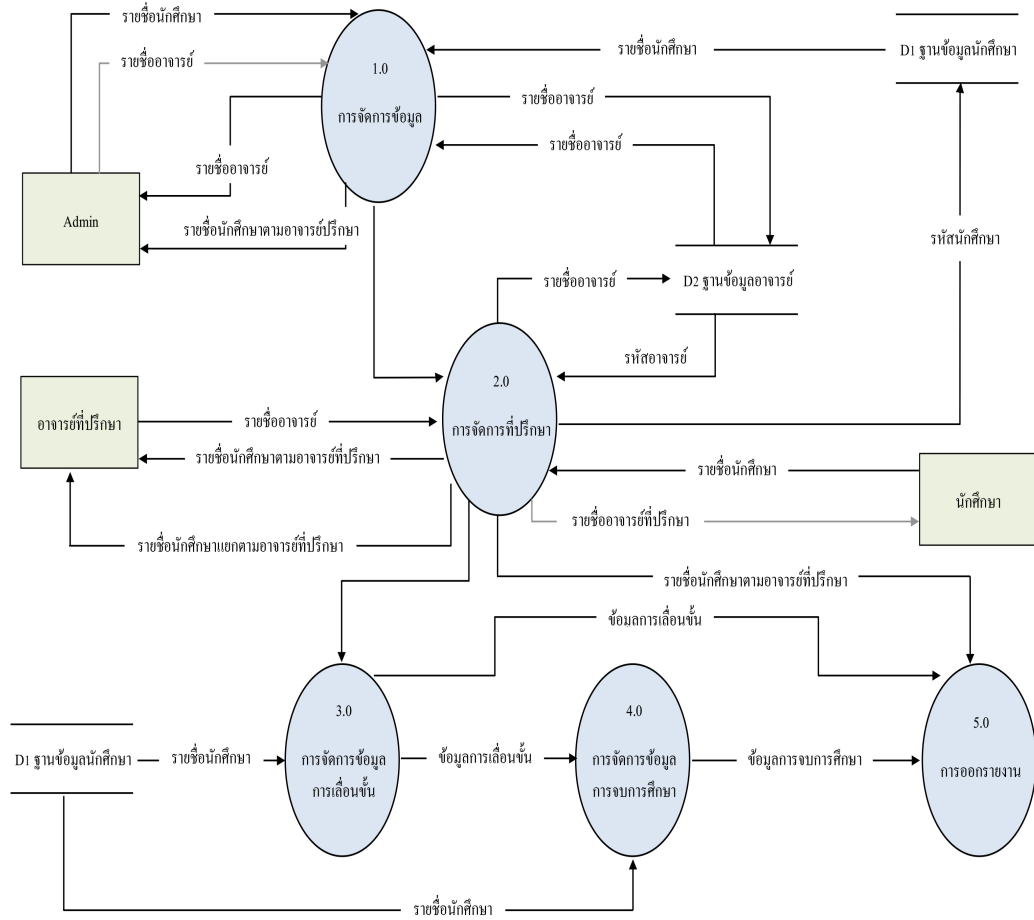 รายชื่อนักศึกษา
รายชื่ออาจารย์
1.0
การจัดการข้อมูล
รายชื่อนักศึกษา
D1 ฐานข้อมูลนักศึกษา
รายชื่ออาจารย์
รายชื่ออาจารย์
รายชื่ออาจารย์
Admin
รายชื่อนักศึกษาตามอาจารย์ปรึกษา
รหัสนักศึกษา
รายชื่ออาจารย์
D2 ฐานข้อมูลอาจารย์
รหัสอาจารย์
2.0
การจัดการที่ปรึกษา
อาจารย์ที่ปรึกษา
รายชื่ออาจารย์
รายชื่อนักศึกษาตามอาจารย์ที่ปรึกษา
รายชื่อนักศึกษา
นักศึกษา
รายชื่ออาจารย์ที่ปรึกษา
รายชื่อนักศึกษาแยกตามอาจารย์ที่ปรึกษา
รายชื่อนักศึกษาตามอาจารย์ที่ปรึกษา
ข้อมลการเลื่อนขั้น
3.0
การจัดการข้อมูล
การเลื่อนขั้น
4.0
การจัดการข้อมูล
การจบการศึกษา
5.0
การออกรายงาน
D1 ฐานข้อมูลนักศึกษา
รายชื่อนักศึกษา
ข้อมูลการเลื่อนขั้น
ข้อมูลการจบการศึกษา
รายชื่อนักศึกษา